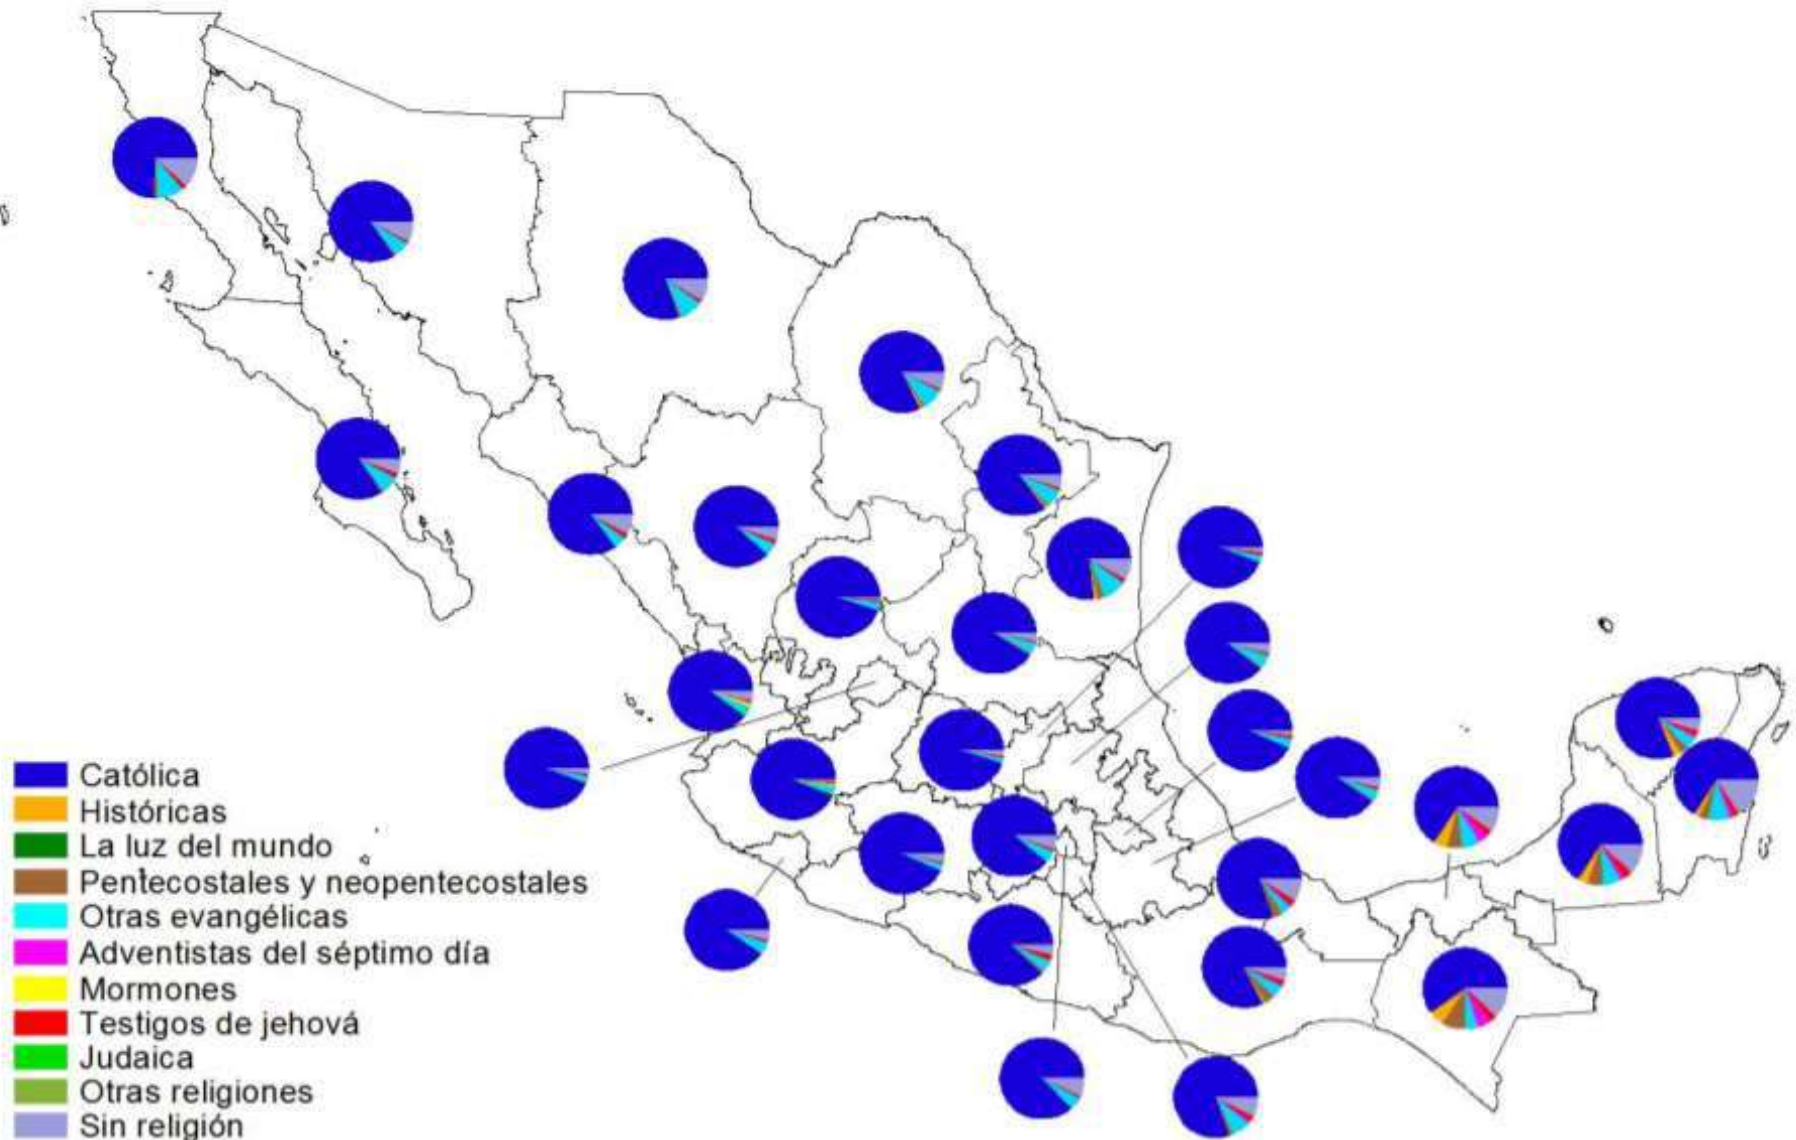 Católica
Históricas
La luz del mundo
Pentecostales y neopentecostales
Otras evangélicas
Adventistas del séptimo día
Mormones
Testigos de jehová
Judaica
Otras religiones
Sin religión